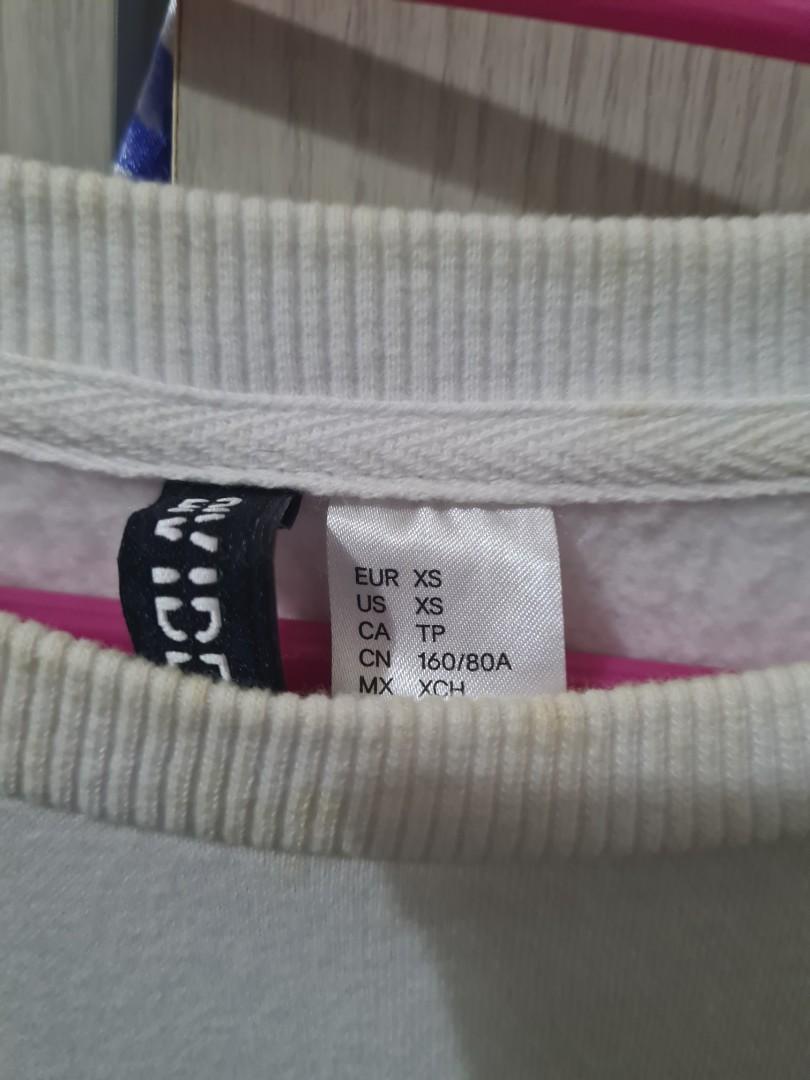 EUR XS
US XS
CA TP
CN 160/80A
MX XCH